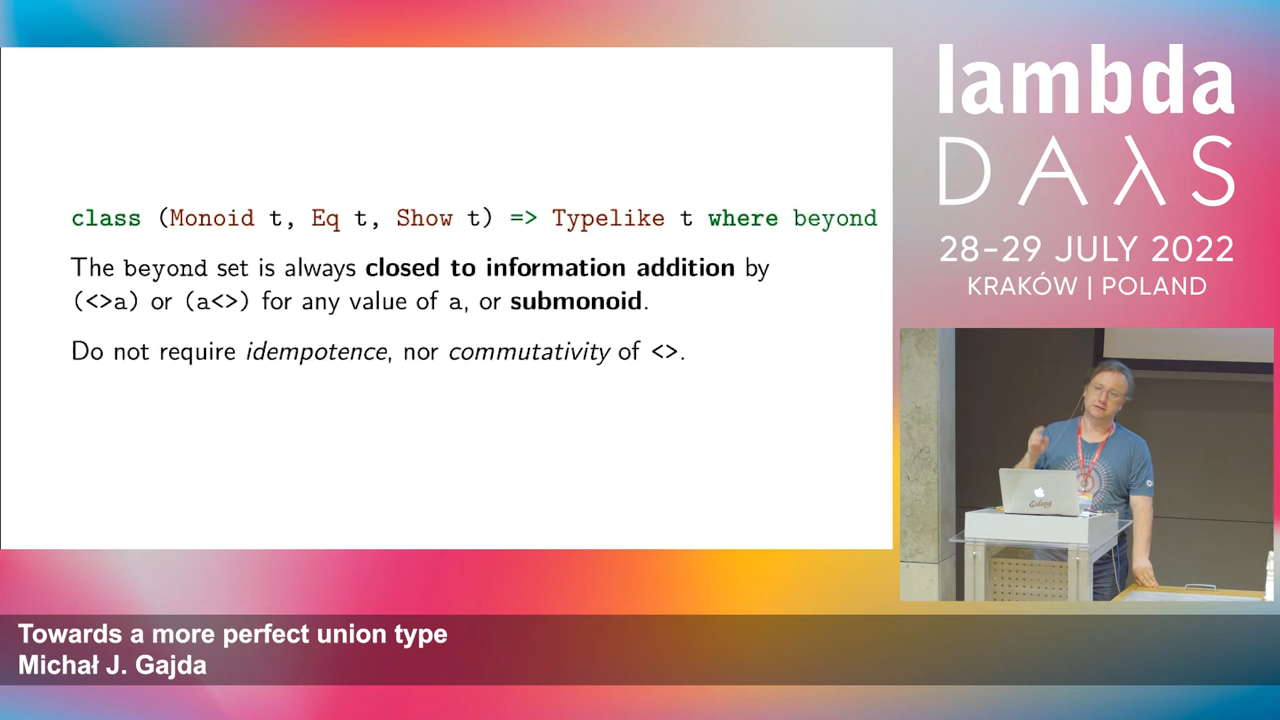 class (Monoid t, Eq t, Show t) => Typelike t where beyond
The beyond set is always closed to information addition by
(<>a) or (a<>) for any value of a, or submonoid.
Do not require idempotence, nor commutativity of <>.
lambda
DAλS
28–29 JULY 2022
KRAKÓW | POLAND
Towards a more perfect union type
Michał J. Gajda